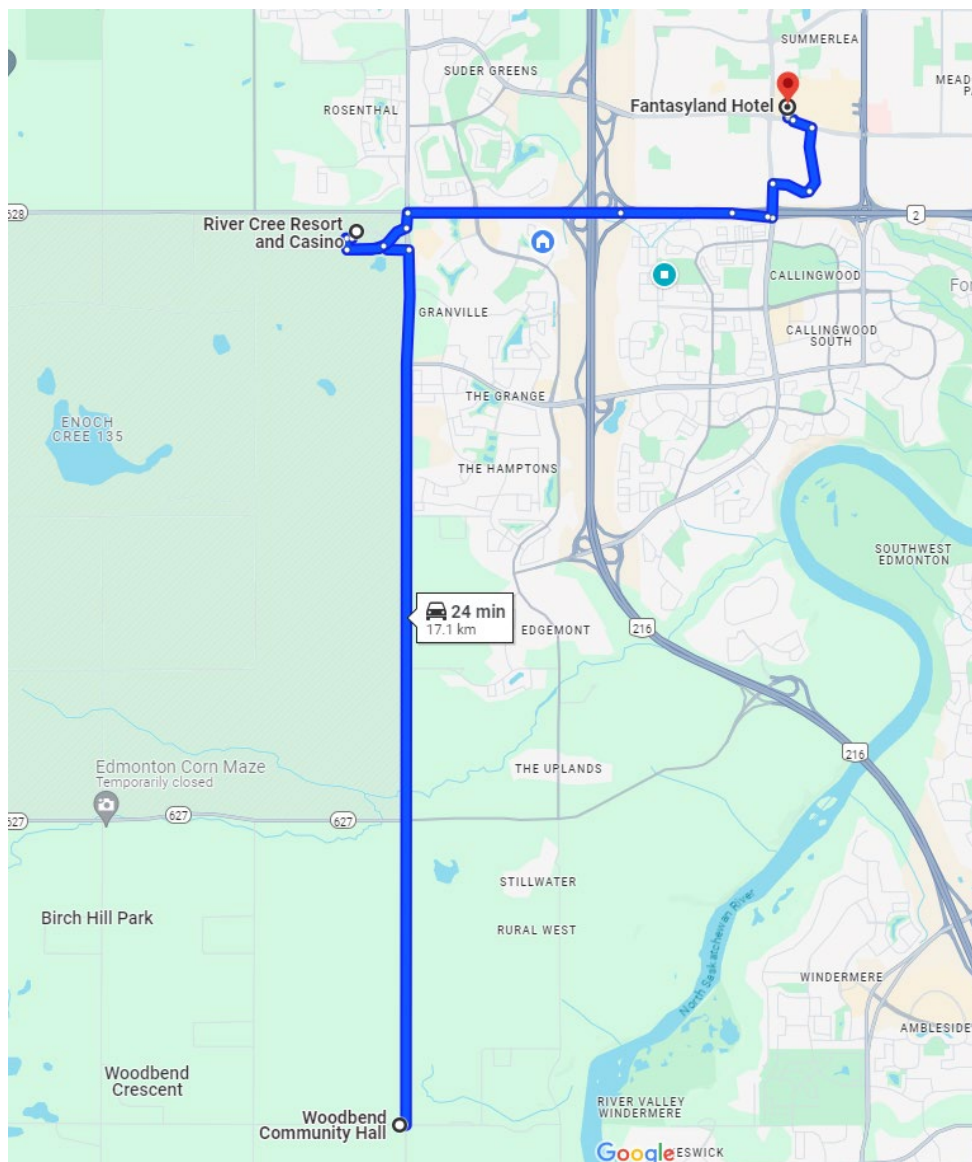 SUMMERLEA
SUDER GREENS
MEAD
PA
Fantasyland Hotel
ROSENTHAL
628
River Cree Resort
and Casino
2
CALLINGWOOD
For
GRANVILLE
CALLINGWOOD
SOUTH
THE GRANGE
ENOCH
CREE 135
THE HAMPTONS
SOUTHWEST
EDMONTON
24 min
17.1 km
EDGEMONT
216
216
Edmonton Corn Maze
Temporarily closed
THE UPLANDS
627
627
627
STILLWATER
Birch Hill Park
RURAL WEST
North Saskatchewan River
WINDERMERE
AMBLESIDE
Woodbend
Crescent
RIVER VALLEY
WINDERMERE
Woodbend
Community Hall
Google
ESWICK